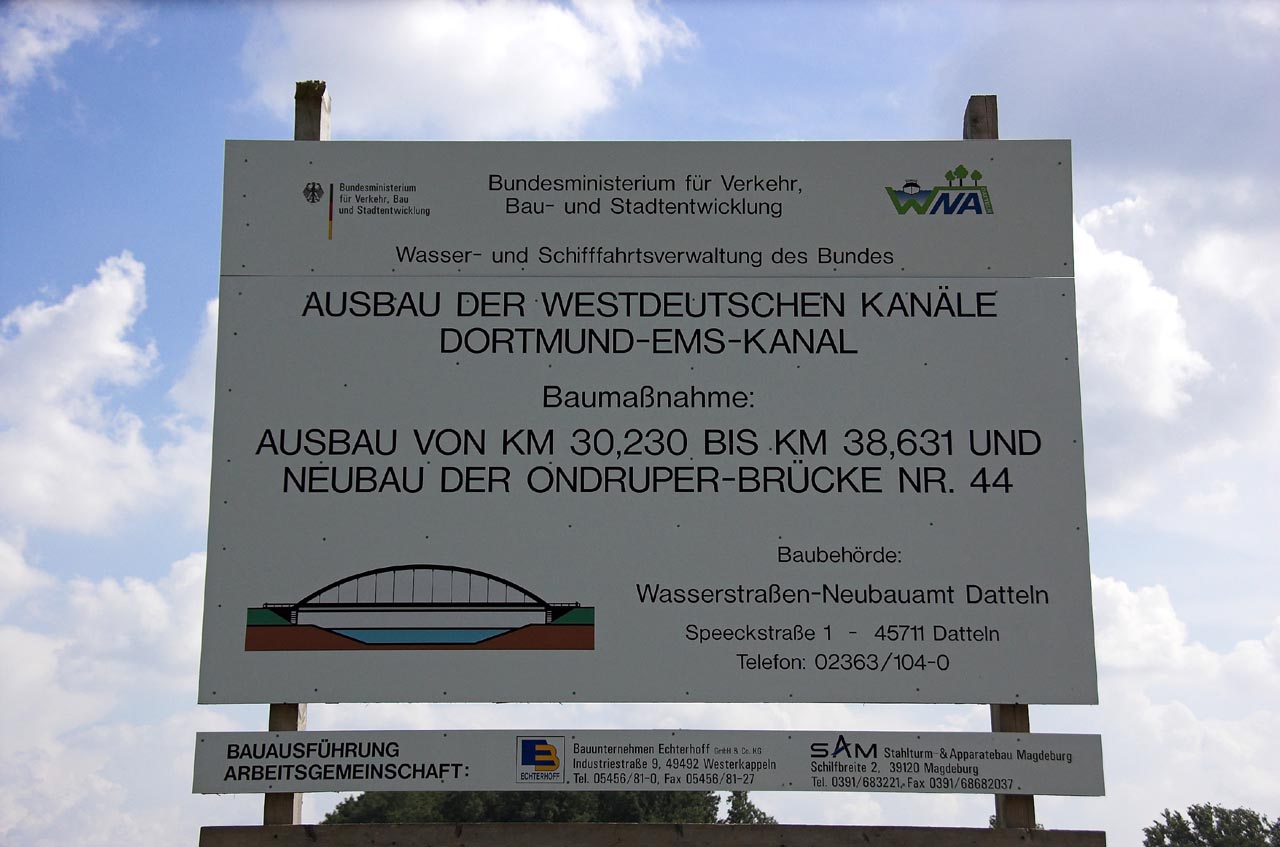 Bundesministerium
für Verkehr, Bau
und Stadtentwicklung
Bundesministerium für Verkehr,
Bau- und Stadtentwicklung
WNA
Wasser- und Schifffahrtsverwaltung des Bundes
AUSBAU DER WESTDEUTSCHEN KANÄLE
DORTMUND-EMS-KANAL
Baumaßnahme:
AUSBAU VON KM 30,230 BIS KM 38,631 UND
NEUBAU DER ONDRUPER-BRÜCKE NR. 44
Baubehörde:
Wasserstraßen-Neubauamt Datteln
Speeckstraße 1 - 45711 Datteln
Telefon: 02363/104-0
BAUAUSFÜHRUNG
ARBEITSGEMEINSCHAFT:
ECHTERHOFF
Bauunternehmen Echterhoff GmbH & Co. KG
Industriestraße 9, 49492 Westerkappeln
Tel. 05456/81-0, Fax 05456/81-27
SAM Stahlturm- & Apparatebau Magdeburg
Schilfbreite 2, 39120 Magdeburg
Tel. 0391/683221, Fax 0391/68682037